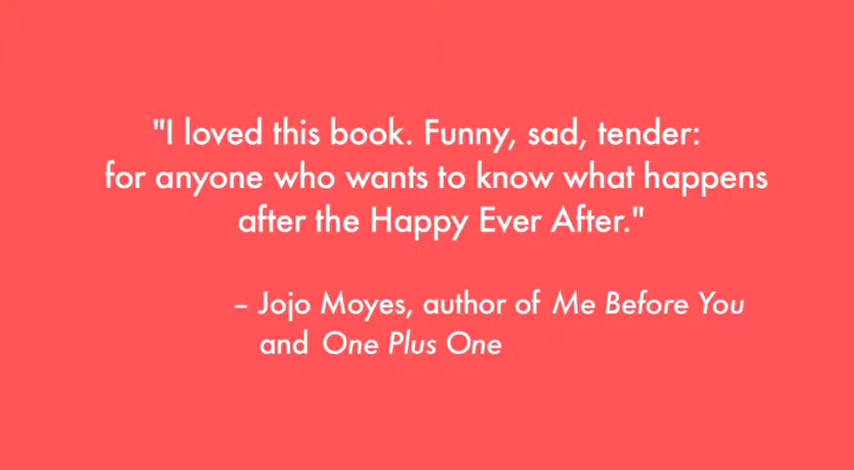 "I loved this book. Funny, sad, tender:
for anyone who wants to know what happens
after the Happy Ever After."
– Jojo Moyes, author of Me Before You
and One Plus One